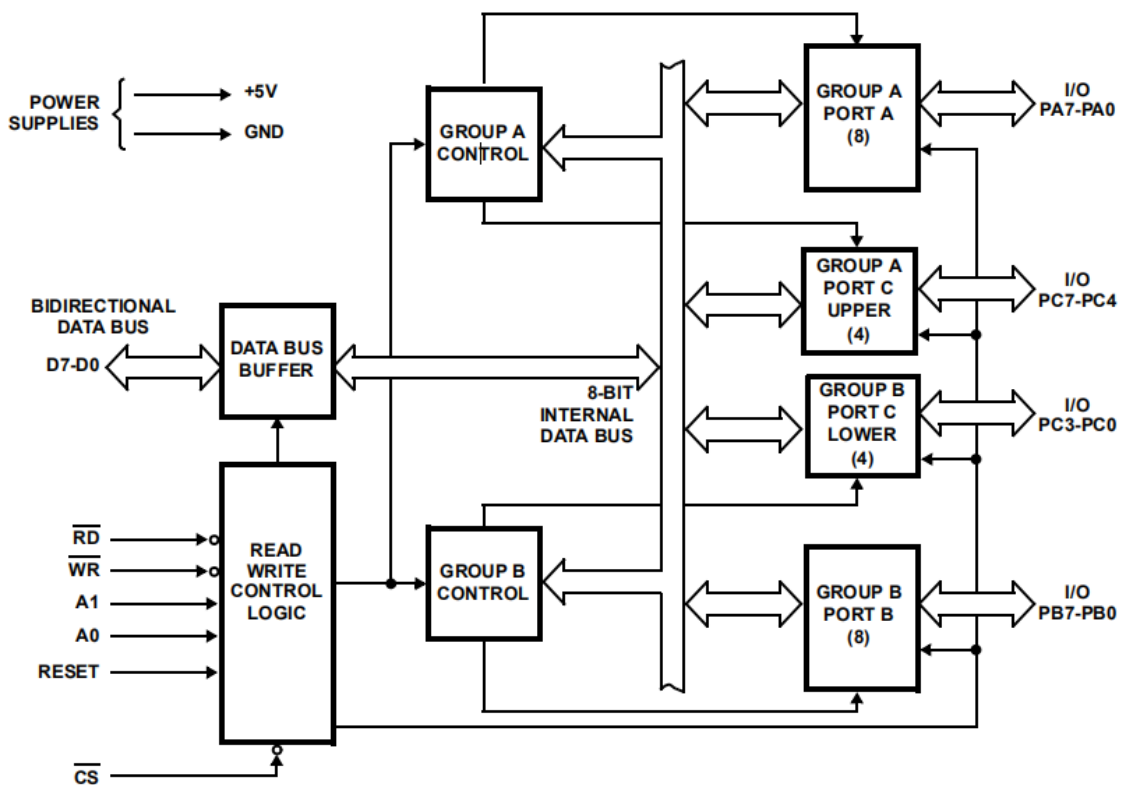 POWER
SUPPLIES
+5V
GND
GROUP A
CONTROL
GROUP A
PORT A
(8)
I/O
PA7-PA0
GROUP A
PORT C
UPPER
(4)
I/O
PC7-PC4
BIDIRECTIONAL
DATA BUS
D7-D0
DATA BUS
BUFFER
8-BIT
INTERNAL
DATA BUS
GROUP B
PORT C
LOWER
(4)
I/O
PC3-PC0
RD
WR
A1
A0
RESET
CS
READ
WRITE
CONTROL
LOGIC
GROUP B
CONTROL
GROUP B
PORT B
(8)
I/O
PB7-PB0